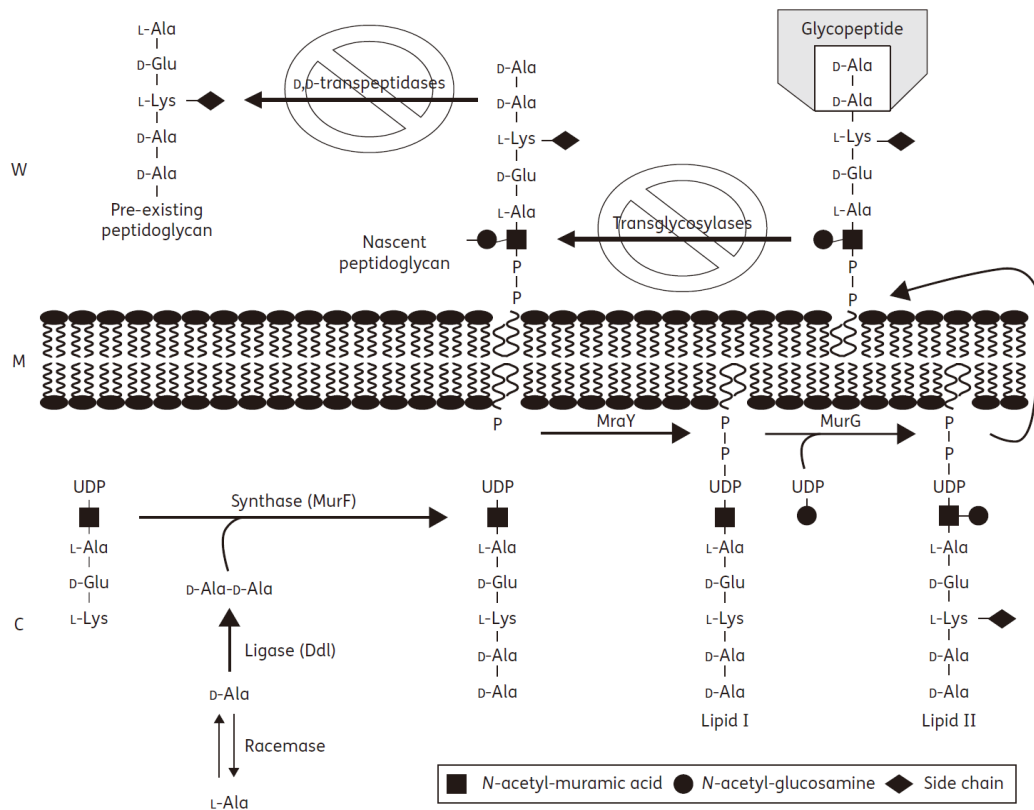 L-Ala
D-Glu
L-Lys
D-Ala
D-Ala
Pre-existing
peptidoglycan
D,D-transpeptidases
D-Ala
D-Ala
L-Lys
D-Glu
L-Ala
Nascent
peptidoglycan
P
P
Transglycosylases
Glycopeptide
D-Ala
D-Ala
L-Lys
D-Glu
L-Ala
P
P
W
M
C
P
MraY
P
P
MurG
P
P
UDP
L-Ala
D-Glu
L-Lys
Synthase (MurF)
D-Ala-D-Ala
Ligase (Ddl)
D-Ala
Racemase
L-Ala
UDP
L-Ala
D-Glu
L-Lys
D-Ala
D-Ala
UDP
L-Ala
D-Glu
L-Lys
D-Ala
D-Ala
Lipid I
UDP
UDP
L-Ala
D-Glu
L-Lys
D-Ala
D-Ala
Lipid II
N-acetyl-muramic acid
N-acetyl-glucosamine
Side chain